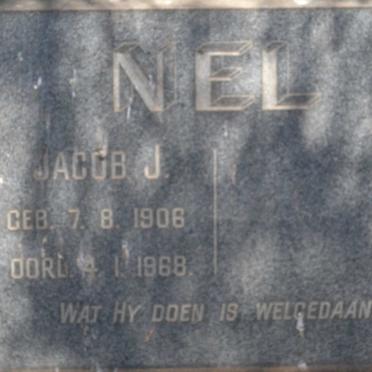 NEL
JACOB J.
GEB. 7. 8. 1906
OORL. 4. 1. 1968.
WAT HY DOEN IS WELGEDAAN